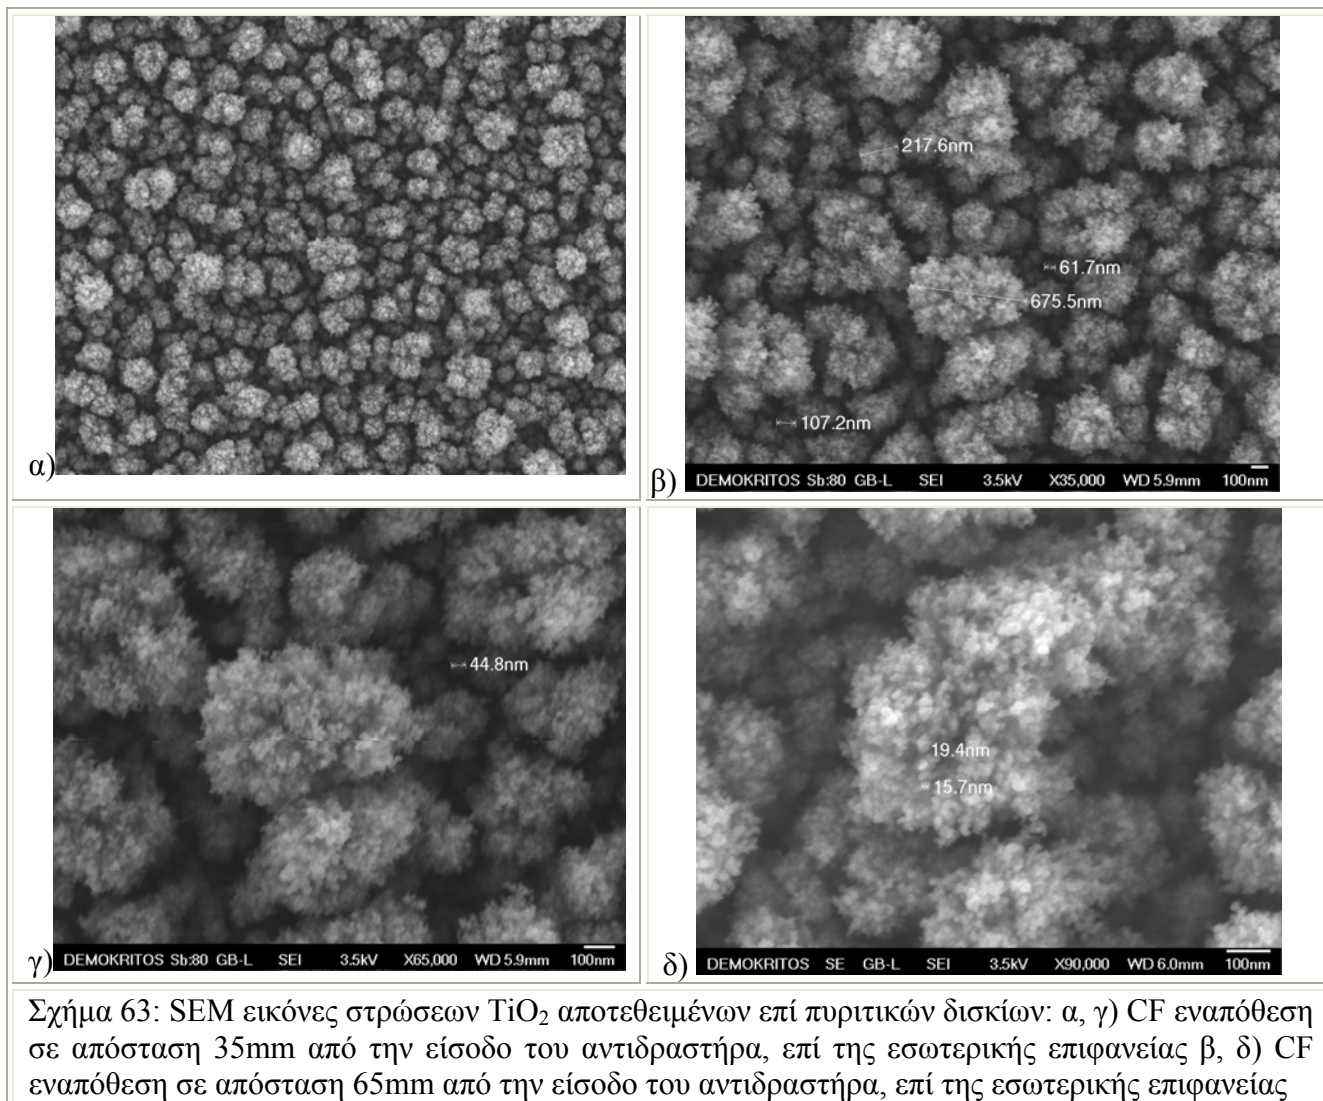 α)
217.6nm
61.7nm
675.5nm
107.2nm
β) DEMOKRITOS Sb:80 GB-L SEI 3.5kV X35,000 WD 5.9mm 100nm
44.8nm
γ) DEMOKRITOS Sb:80 GB-L SEI 3.5kV X65,000 WD 5.9mm 100nm
19.4nm
15.7nm
δ) DEMOKRITOS SE GB-L SEI 3.5kV X90,000 WD 6.0mm 100nm
Σχήμα 63: SEM εικόνες στρώσεων TiO₂ αποτεθειμένων επί πυριτικών δισκίων: α, γ) CF εναπόθεση
σε απόσταση 35mm από την είσοδο του αντιδραστήρα, επί της εσωτερικής επιφανείας β, δ) CF
εναπόθεση σε απόσταση 65mm από την είσοδο του αντιδραστήρα, επί της εσωτερικής επιφανείας